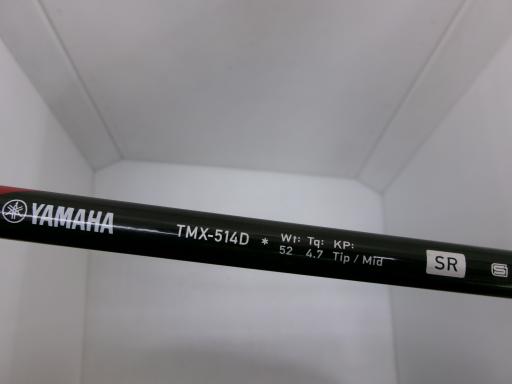 YAMAHA TMX-514D * Wt: Tq: KP:
52 4.7 Tip / Mid SR